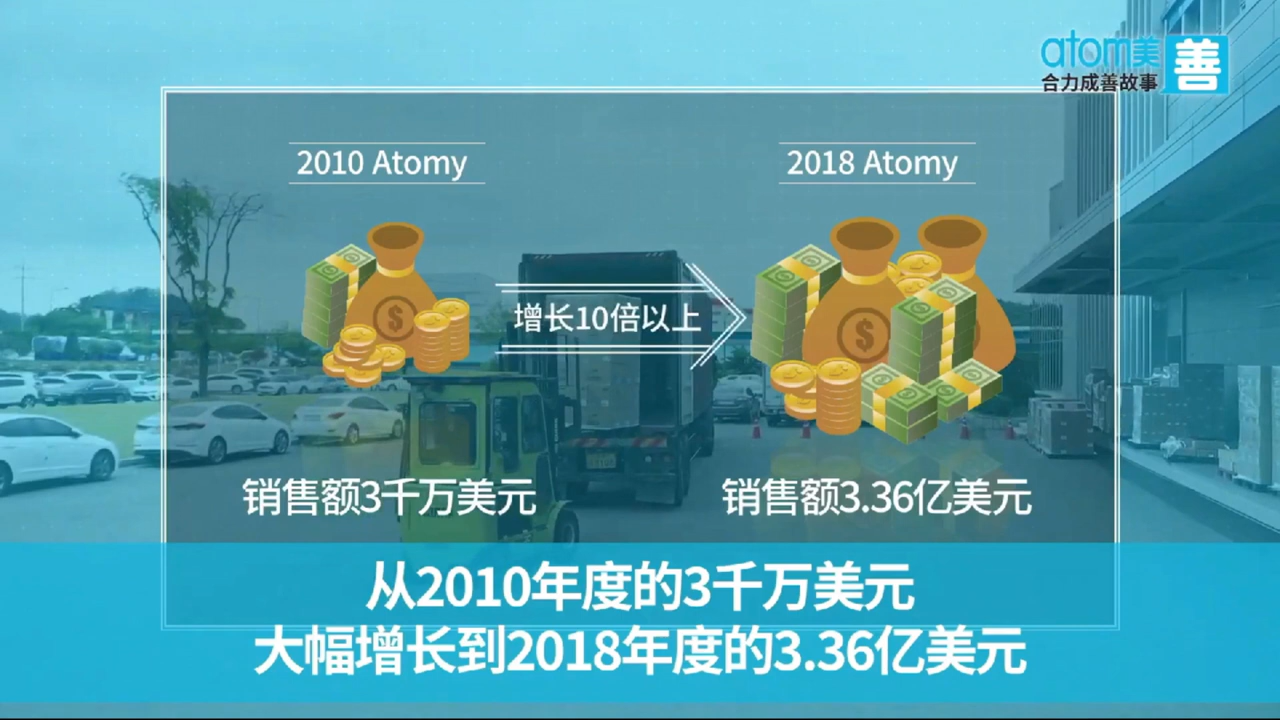 atom美
合力成善故事
善
2010 Atomy
2018 Atomy
增长10倍以上
销售额3千万美元
销售额3.36亿美元
从2010年度的3千万美元
大幅增长到2018年度的3.36亿美元